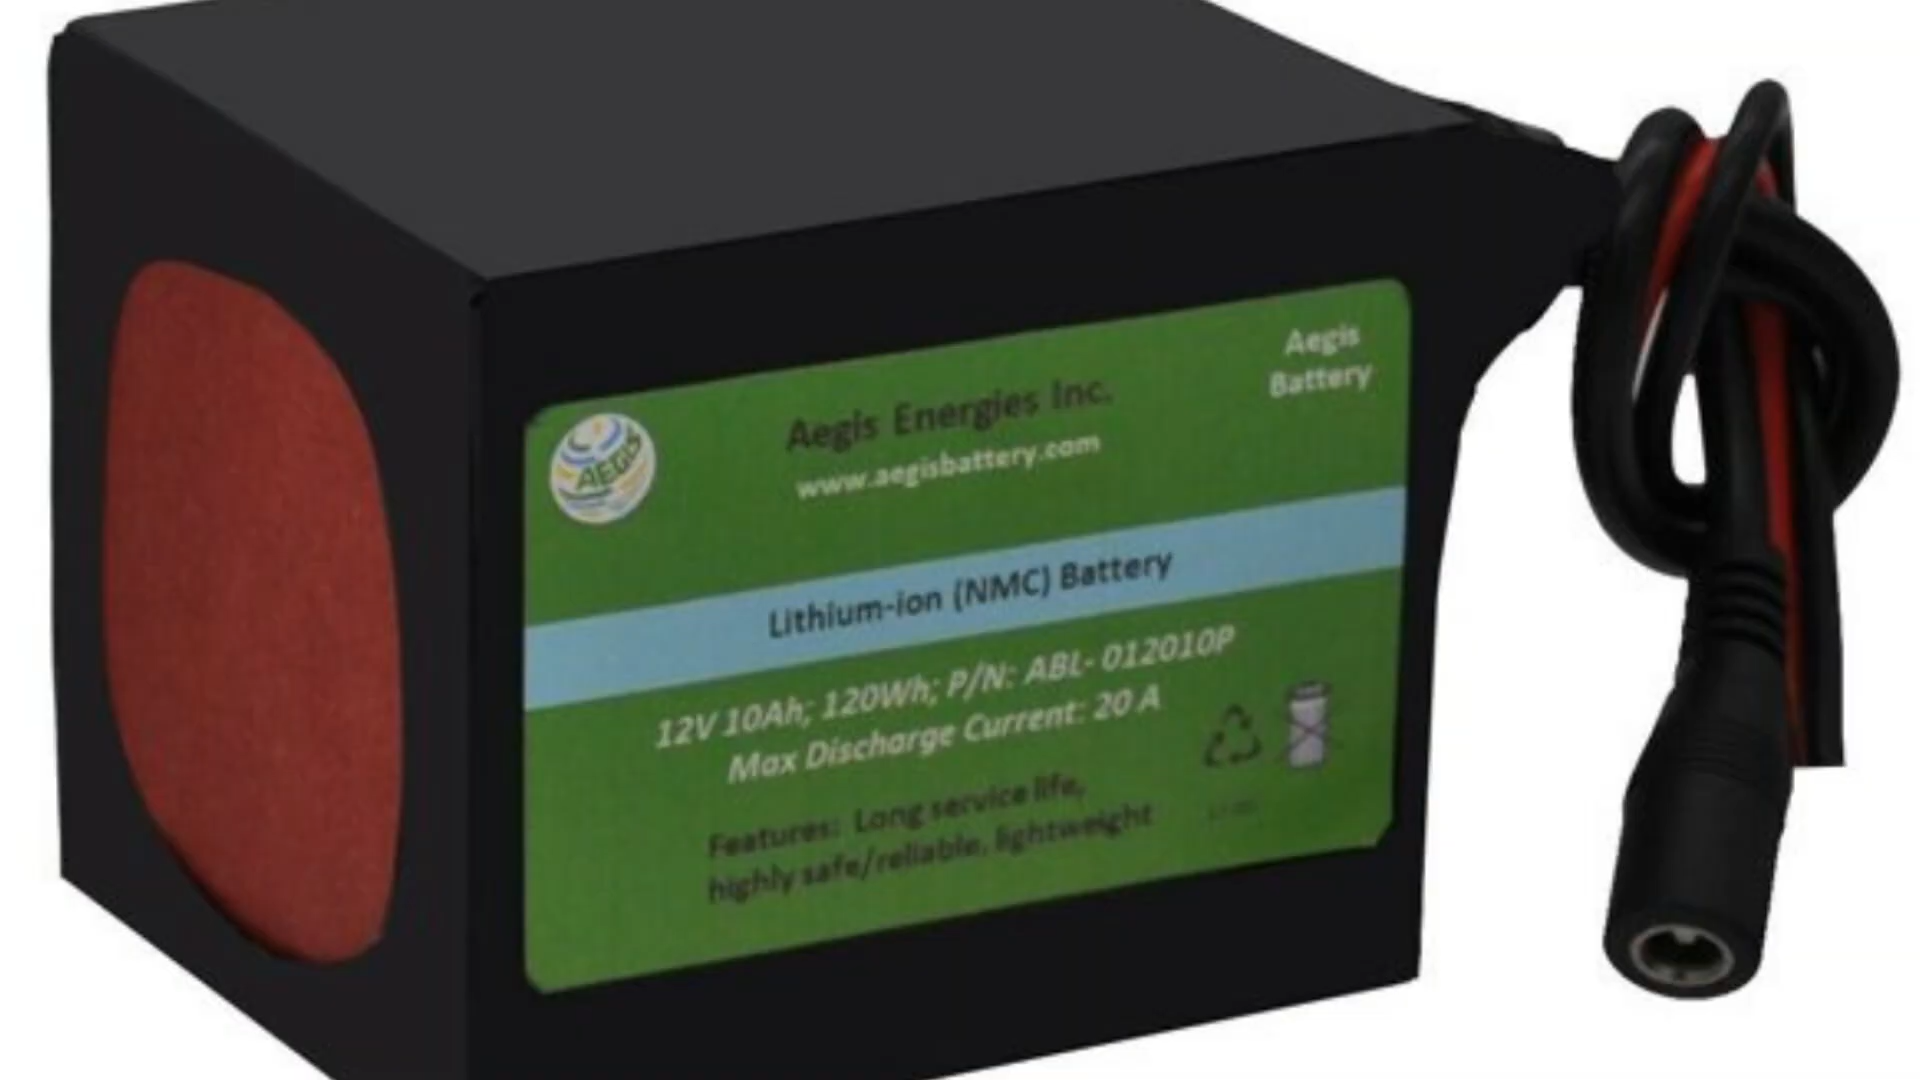 Aegis
Battery
Aegis Energies Inc.
www.aegisbattery.com
AEGIS
Lithium-ion (NMC) Battery
12V 10Ah; 120Wh; P/N: ABL- 012010P
Max Discharge Current: 20 A
Features: Long service life,
highly safe/reliable, lightweight